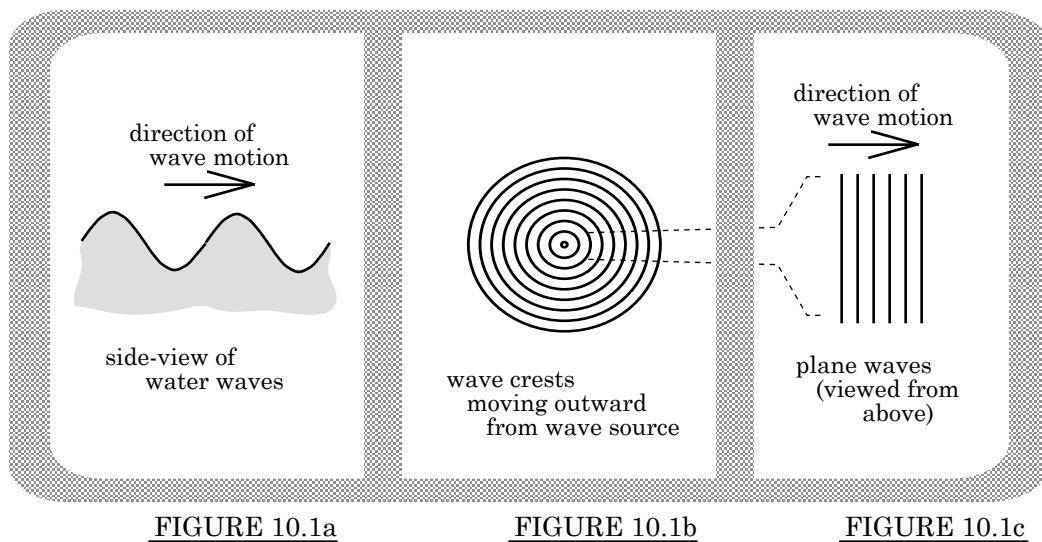 direction of
wave motion
side-view of
water waves
FIGURE 10.1a
wave crests
moving outward
from wave source
FIGURE 10.1b
direction of
wave motion
plane waves
(viewed from
above)
FIGURE 10.1c